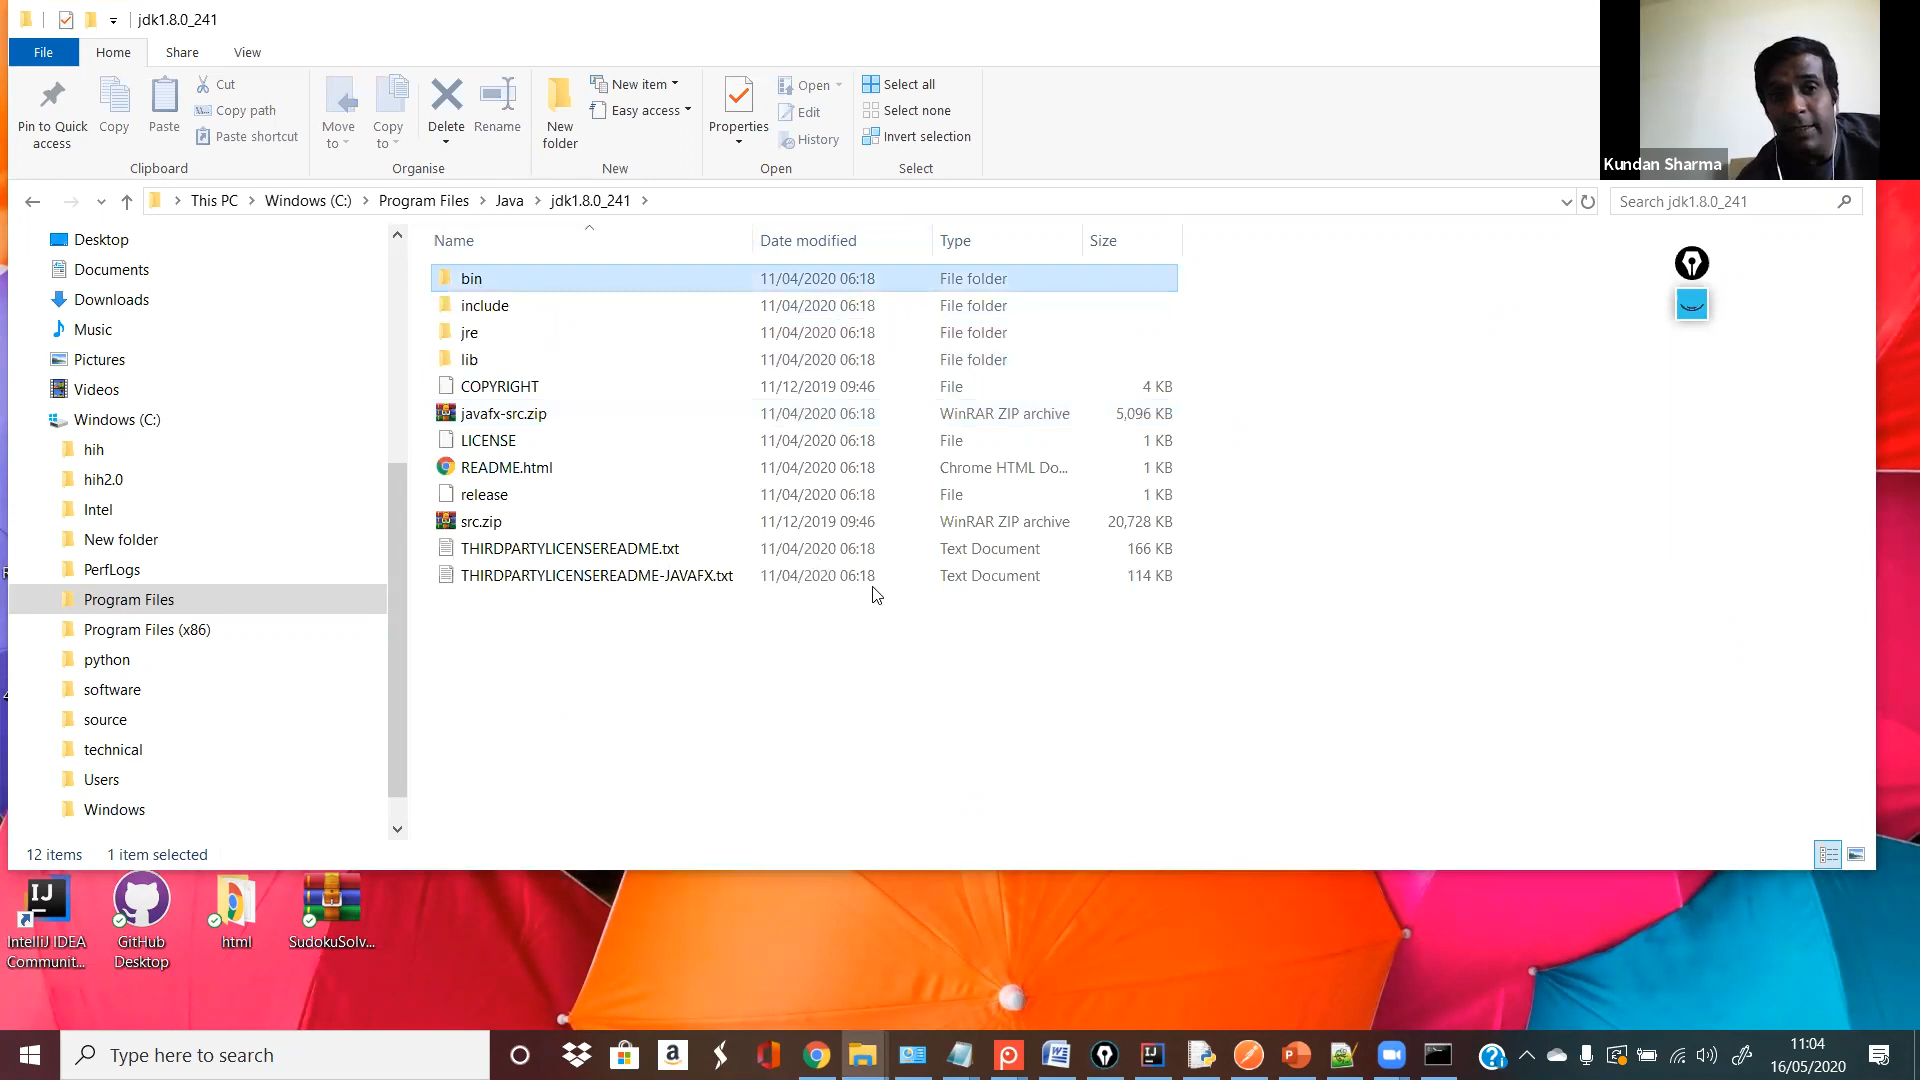 jdk1.8.0_241
File
Home
Share
View
Pin to Quick access
Copy
Paste
Cut
Copy path
Paste shortcut
Clipboard
Move to
Copy to
Delete
Rename
Organise
New folder
New item
Easy access
New
Properties
Open
Edit
History
Open
Select all
Select none
Invert selection
Select
Kundan Sharma
This PC > Windows (C:) > Program Files > Java > jdk1.8.0_241 >
Search jdk1.8.0_241
Desktop
Documents
Downloads
Music
Pictures
Videos
Windows (C:)
hih
hih2.0
Intel
New folder
PerfLogs
Program Files
Program Files (x86)
python
software
source
technical
Users
Windows
Name Date modified Type Size
bin 11/04/2020 06:18 File folder
include 11/04/2020 06:18 File folder
jre 11/04/2020 06:18 File folder
lib 11/04/2020 06:18 File folder
COPYRIGHT 11/12/2019 09:46 File 4 KB
javafx-src.zip 11/04/2020 06:18 WinRAR ZIP archive 5,096 KB
LICENSE 11/04/2020 06:18 File 1 KB
README.html 11/04/2020 06:18 Chrome HTML Do... 1 KB
release 11/04/2020 06:18 File 1 KB
src.zip 11/12/2019 09:46 WinRAR ZIP archive 20,728 KB
THIRDPARTYLICENSEREADME.txt 11/04/2020 06:18 Text Document 166 KB
THIRDPARTYLICENSEREADME-JAVAFX.txt 11/04/2020 06:18 Text Document 114 KB
12 items 1 item selected
IJ
IntelliJ IDEA
Communit...
GitHub
Desktop
html
SudokuSolv...
Type here to search
11:04
16/05/2020